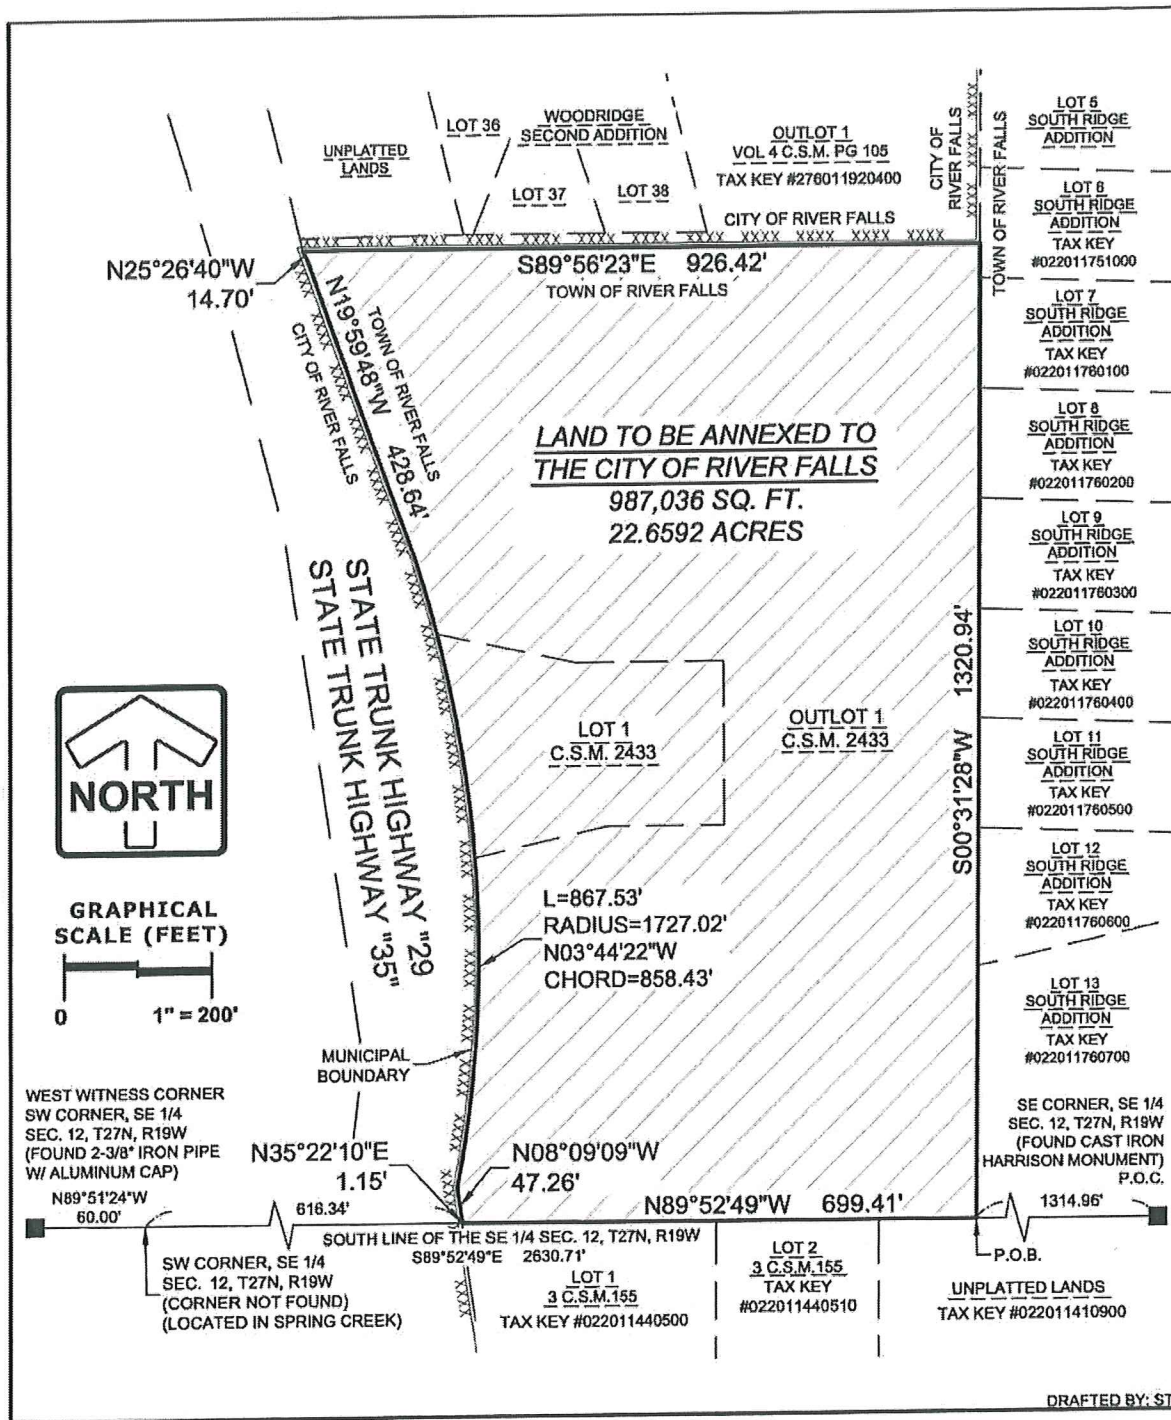 LOT 36
WOODRIDGE
SECOND ADDITION
UNPLATTED
LANDS
LOT 37
LOT 38
OUTLOT 1
VOL 4 C.S.M. PG 105
TAX KEY #276011920400
CITY OF RIVER FALLS
CITY OF
RIVER FALLS
TOWN OF RIVER FALLS
LOT 5
SOUTH RIDGE
ADDITION
LOT 6
SOUTH RIDGE
ADDITION
TAX KEY
#022011751000
LOT 7
SOUTH RIDGE
ADDITION
TAX KEY
#022011760100
LOT 8
SOUTH RIDGE
ADDITION
TAX KEY
#022011760200
LOT 9
SOUTH RIDGE
ADDITION
TAX KEY
#022011760300
LOT 10
SOUTH RIDGE
ADDITION
TAX KEY
#022011760400
LOT 11
SOUTH RIDGE
ADDITION
TAX KEY
#022011760500
LOT 12
SOUTH RIDGE
ADDITION
TAX KEY
#022011760600
LOT 13
SOUTH RIDGE
ADDITION
TAX KEY
#022011760700
N25°26'40"W
14.70'
S89°56'23"E 926.42'
TOWN OF RIVER FALLS
TOWN OF RIVER FALLS
N19°59'48"W 428.64'
CITY OF RIVER FALLS
LAND TO BE ANNEXED TO
THE CITY OF RIVER FALLS
987,036 SQ. FT.
22.6592 ACRES
STATE TRUNK HIGHWAY "29
STATE TRUNK HIGHWAY "35"
LOT 1
C.S.M. 2433
OUTLOT 1
C.S.M. 2433
S00°31'28"W 1320.94'
NORTH
GRAPHICAL
SCALE (FEET)
0 1" = 200'
L=867.53'
RADIUS=1727.02'
N03°44'22"W
CHORD=858.43'
MUNICIPAL
BOUNDARY
WEST WITNESS CORNER
SW CORNER, SE 1/4
SEC. 12, T27N, R19W
(FOUND 2-3/8" IRON PIPE
W/ ALUMINUM CAP)
N89°51'24"W
60.00'
616.34'
N35°22'10"E
1.15'
N08°09'09"W
47.26'
N89°52'49"W 699.41'
SE CORNER, SE 1/4
SEC. 12, T27N, R19W
(FOUND CAST IRON
HARRISON MONUMENT)
P.O.C.
1314.96'
P.O.B.
SOUTH LINE OF THE SE 1/4 SEC. 12, T27N, R19W
S89°52'49"E 2630.71'
SW CORNER, SE 1/4
SEC. 12, T27N, R19W
(CORNER NOT FOUND)
(LOCATED IN SPRING CREEK)
LOT 1
3 C.S.M.155
TAX KEY #022011440500
LOT 2
3 C.S.M.155
TAX KEY
#022011440510
UNPLATTED LANDS
TAX KEY #022011410900
DRAFTED BY: ST